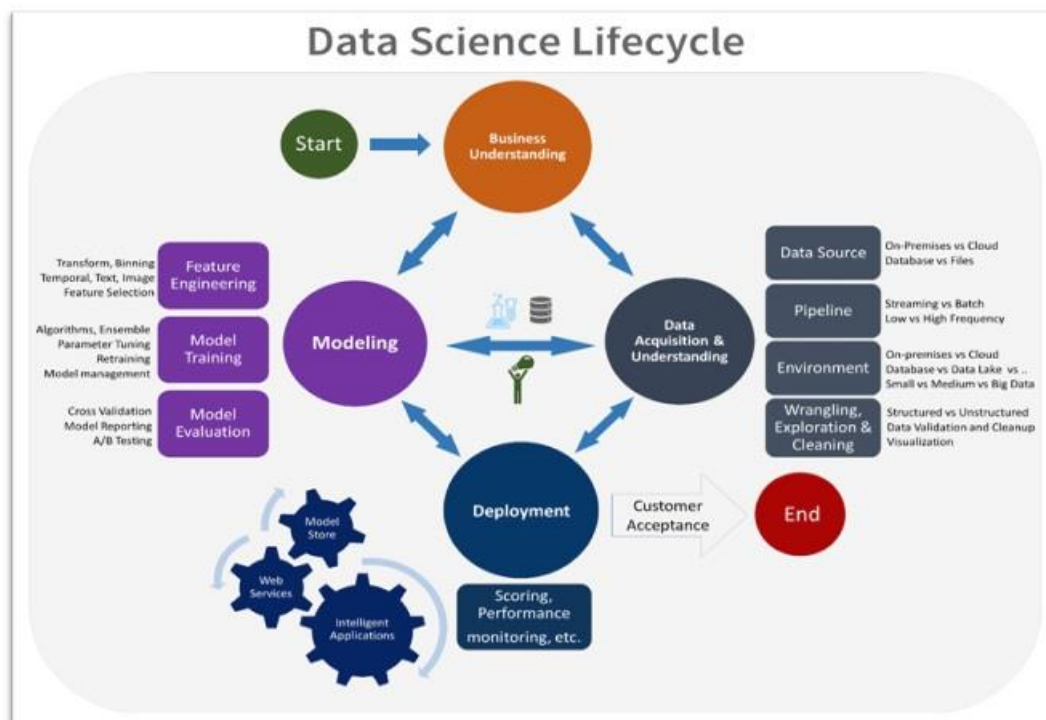 Data Science Lifecycle
Start
Business
Understanding
Transform, Binning
Temporal, Text, Image
Feature Selection
Feature
Engineering
Algorithms, Ensemble
Parameter Tuning
Retraining
Model management
Model
Training
Cross Validation
Model Reporting
A/B Testing
Model
Evaluation
Modeling
Data
Acquisition &
Understanding
Data Source
On-Premises vs Cloud
Database vs Files
Pipeline
Streaming vs Batch
Low vs High Frequency
Environment
On-premises vs Cloud
Database vs Data Lake vs ..
Small vs Medium vs Big Data
Wrangling,
Exploration &
Cleaning
Structured vs Unstructured
Data Validation and Cleanup
Visualization
Deployment
Customer
Acceptance
End
Model
Store
Web
Services
Intelligent
Applications
Scoring,
Performance
monitoring, etc.